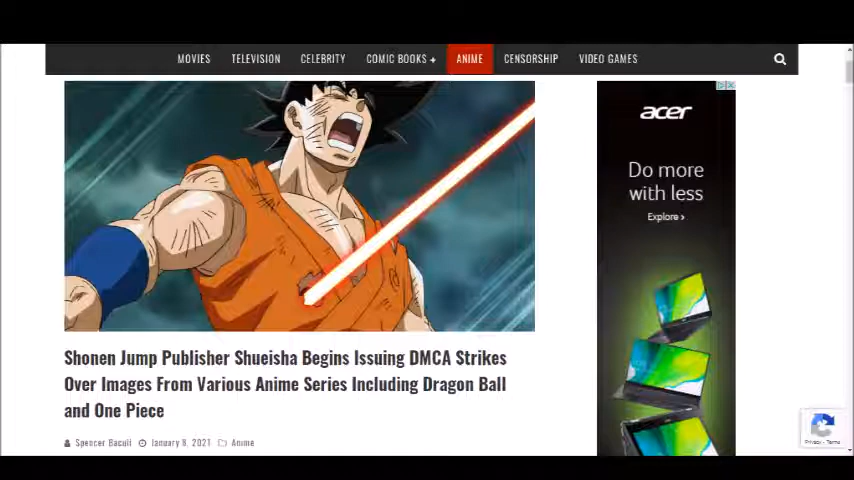 MOVIES TELEVISION CELEBRITY COMIC BOOKS + ANIME CENSORSHIP VIDEO GAMES
acer
Do more
with less
Explore ›
Shonen Jump Publisher Shueisha Begins Issuing DMCA Strikes
Over Images From Various Anime Series Including Dragon Ball
and One Piece
Spencer Baculi January 8, 2021 Anime
Privacy - Terms